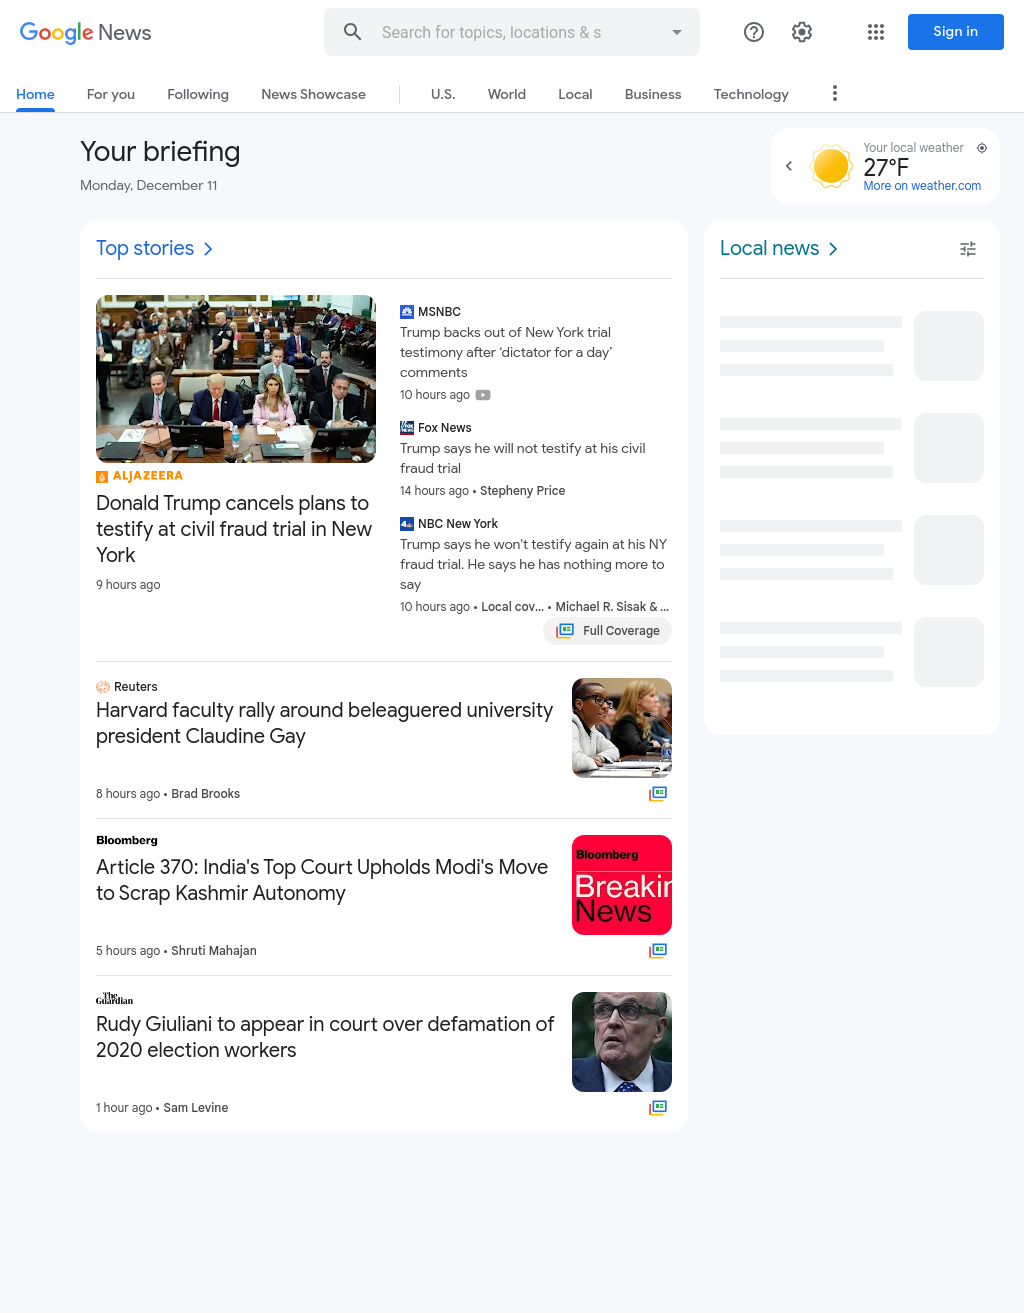 Google News
Search for topics, locations & s
Sign in
Home
For you
Following
News Showcase
U.S.
World
Local
Business
Technology
Your briefing
Monday, December 11
Your local weather
27°F
More on weather.com
Top stories
ALJAZEERA
Donald Trump cancels plans to
testify at civil fraud trial in New
York
9 hours ago
MSNBC
Trump backs out of New York trial
testimony after ‘dictator for a day’
comments
10 hours ago
Fox News
Trump says he will not testify at his civil
fraud trial
14 hours ago • Stepheny Price
NBC New York
Trump says he won't testify again at his NY
fraud trial. He says he has nothing more to
say
10 hours ago • Local cov... • Michael R. Sisak & ...
Full Coverage
Reuters
Harvard faculty rally around beleaguered university
president Claudine Gay
8 hours ago • Brad Brooks
Bloomberg
Article 370: India's Top Court Upholds Modi's Move
to Scrap Kashmir Autonomy
5 hours ago • Shruti Mahajan
Bloomberg
Breakin
News
The
Guardian
Rudy Giuliani to appear in court over defamation of
2020 election workers
1 hour ago • Sam Levine
Local news